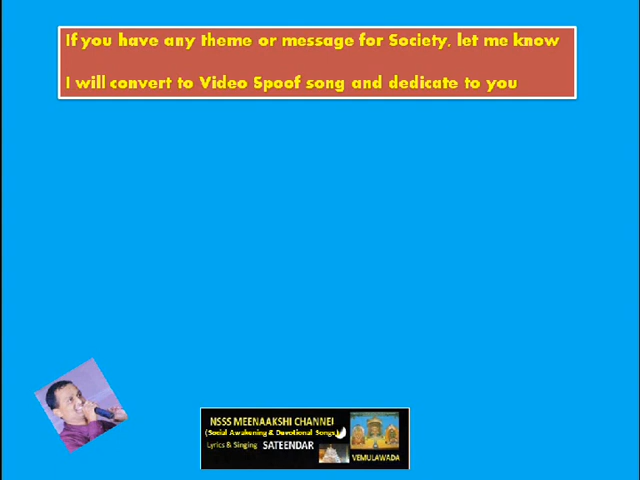 If you have any theme or message for Society, let me know
I will convert to Video Spoof song and dedicate to you
NSSS MEENAAKSHI CHANNEL
(Social Awakening & Devotional Songs)
Lyrics & Singing SATEENDAR
VEMULAWADA